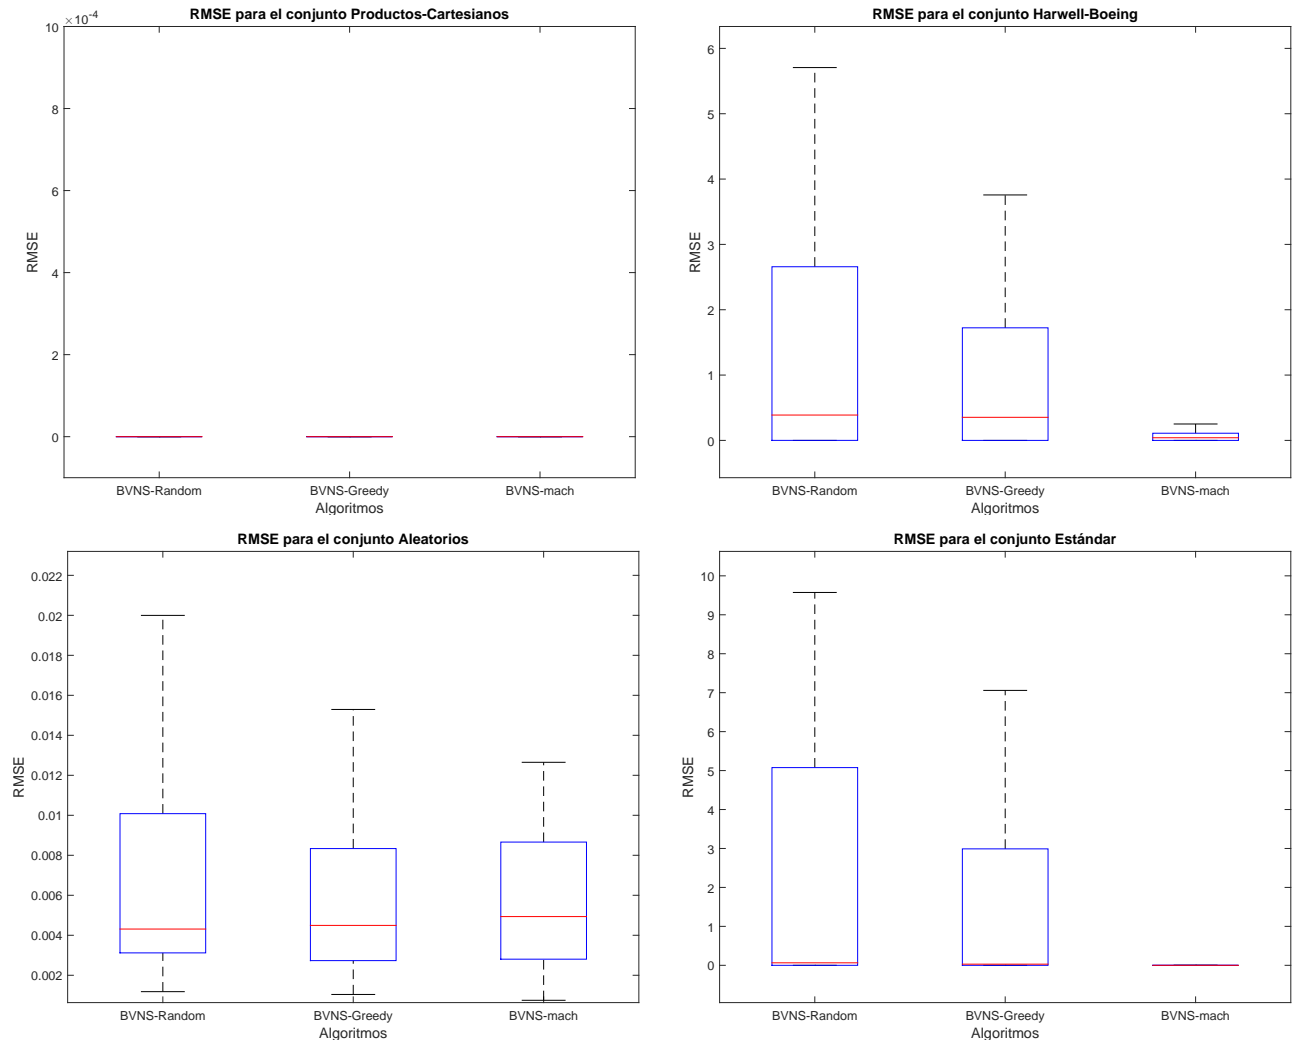 RMSE para el conjunto Productos-Cartesianos
×10⁻⁴
10
8
6
4
2
0
RMSE
BVNS-Random BVNS-Greedy BVNS-mach
Algoritmos
RMSE para el conjunto Harwell-Boeing
6
5
4
3
2
1
0
RMSE
BVNS-Random BVNS-Greedy BVNS-mach
Algoritmos
RMSE para el conjunto Aleatorios
0.022
0.02
0.018
0.016
0.014
0.012
0.01
0.008
0.006
0.004
0.002
RMSE
BVNS-Random BVNS-Greedy BVNS-mach
Algoritmos
RMSE para el conjunto Estándar
10
9
8
7
6
5
4
3
2
1
0
RMSE
BVNS-Random BVNS-Greedy BVNS-mach
Algoritmos